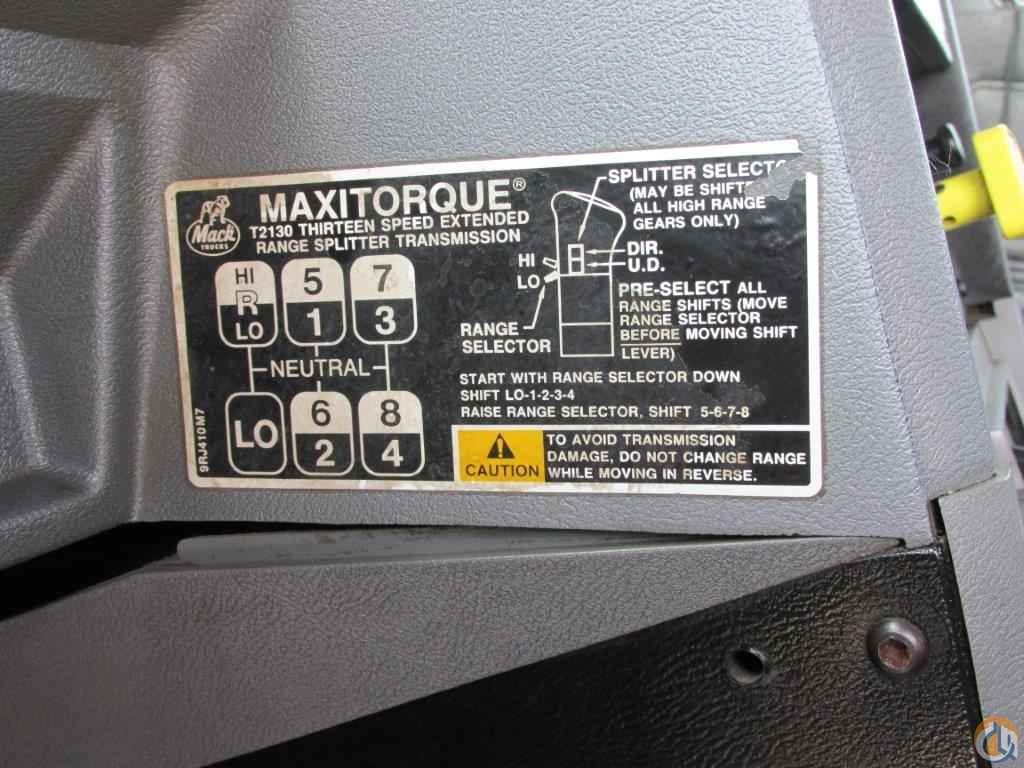 MAXITORQUE®
T2130 THIRTEEN SPEED EXTENDED
RANGE SPLITTER TRANSMISSION
Mack
TRUCKS
HI
R
LO
5
1
7
3
NEUTRAL
LO
6
2
8
4
9RJ410M7
SPLITTER
(MAY BE
ALL HIGH RANGE
GEARS ONLY)
DIR.
U.D.
HI
LO
RANGE
SELECTOR
PRE-SELECT ALL
RANGE SHIFTS (MOVE
RANGE SELECTOR
BEFORE MOVING SHIFT
LEVER)
START WITH RANGE SELECTOR DOWN
SHIFT LO-1-2-3-4
RAISE RANGE SELECTOR, SHIFT 5-6-7-8
CAUTION
TO AVOID TRANSMISSION
DAMAGE, DO NOT CHANGE RANGE
WHILE MOVING IN REVERSE.